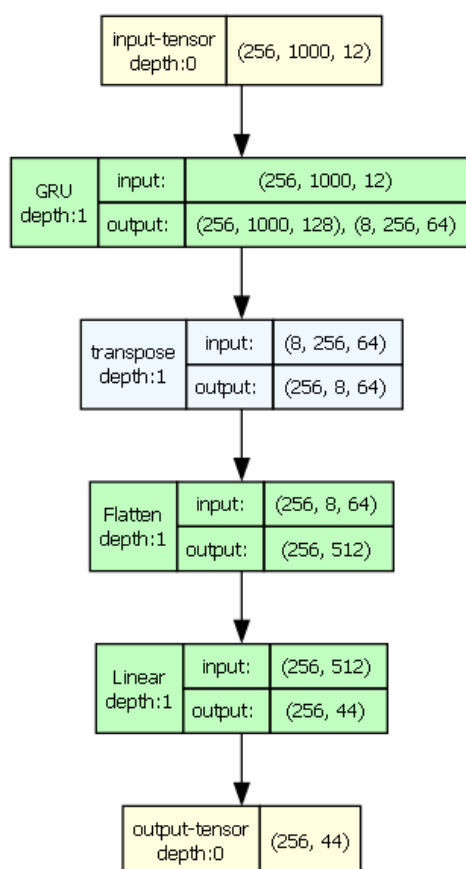 input-tensor
depth:0
(256, 1000, 12)
GRU
depth:1
input:
(256, 1000, 12)
output:
(256, 1000, 128), (8, 256, 64)
transpose
depth:1
input:
(8, 256, 64)
output:
(256, 8, 64)
Flatten
depth:1
input:
(256, 8, 64)
output:
(256, 512)
Linear
depth:1
input:
(256, 512)
output:
(256, 44)
output-tensor
depth:0
(256, 44)